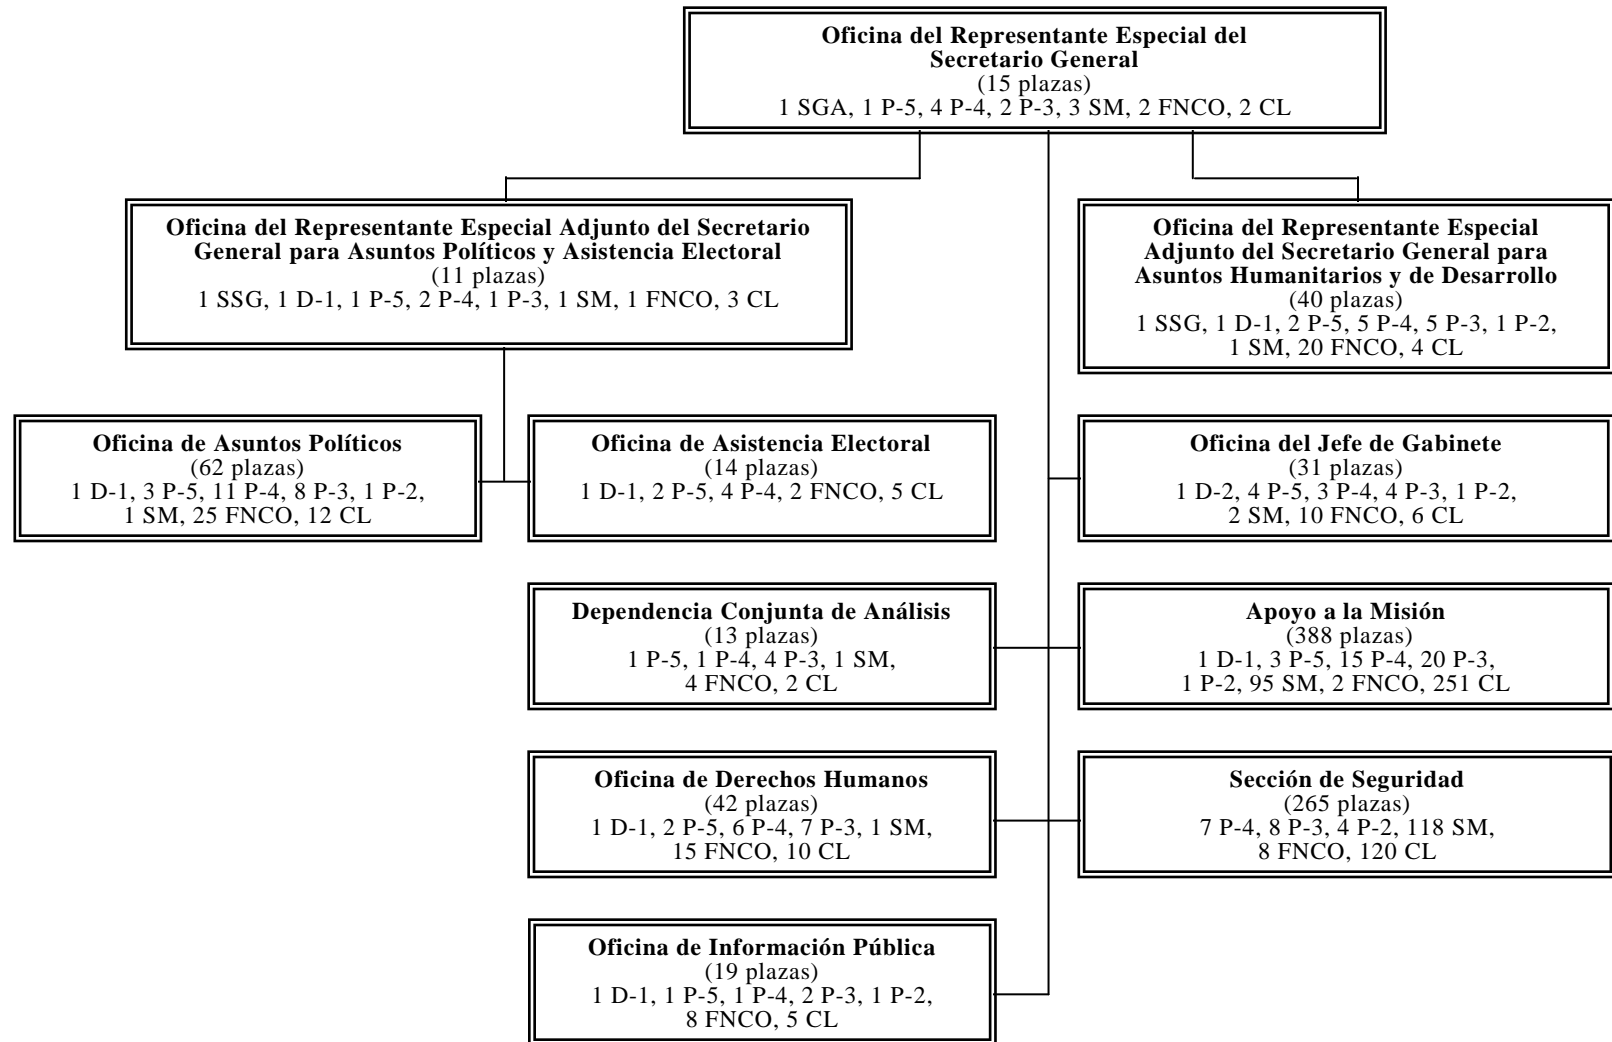 Oficina del Representante Especial del
Secretario General
(15 plazas)
1 SGA, 1 P-5, 4 P-4, 2 P-3, 3 SM, 2 FNCO, 2 CL
Oficina del Representante Especial Adjunto del Secretario
General para Asuntos Políticos y Asistencia Electoral
(11 plazas)
1 SSG, 1 D-1, 1 P-5, 2 P-4, 1 P-3, 1 SM, 1 FNCO, 3 CL
Oficina del Representante Especial
Adjunto del Secretario General para
Asuntos Humanitarios y de Desarrollo
(40 plazas)
1 SSG, 1 D-1, 2 P-5, 5 P-4, 5 P-3, 1 P-2,
1 SM, 20 FNCO, 4 CL
Oficina de Asuntos Políticos
(62 plazas)
1 D-1, 3 P-5, 11 P-4, 8 P-3, 1 P-2,
1 SM, 25 FNCO, 12 CL
Oficina de Asistencia Electoral
(14 plazas)
1 D-1, 2 P-5, 4 P-4, 2 FNCO, 5 CL
Oficina del Jefe de Gabinete
(31 plazas)
1 D-2, 4 P-5, 3 P-4, 4 P-3, 1 P-2,
2 SM, 10 FNCO, 6 CL
Dependencia Conjunta de Análisis
(13 plazas)
1 P-5, 1 P-4, 4 P-3, 1 SM,
4 FNCO, 2 CL
Apoyo a la Misión
(388 plazas)
1 D-1, 3 P-5, 15 P-4, 20 P-3,
1 P-2, 95 SM, 2 FNCO, 251 CL
Oficina de Derechos Humanos
(42 plazas)
1 D-1, 2 P-5, 6 P-4, 7 P-3, 1 SM,
15 FNCO, 10 CL
Sección de Seguridad
(265 plazas)
7 P-4, 8 P-3, 4 P-2, 118 SM,
8 FNCO, 120 CL
Oficina de Información Pública
(19 plazas)
1 D-1, 1 P-5, 1 P-4, 2 P-3, 1 P-2,
8 FNCO, 5 CL